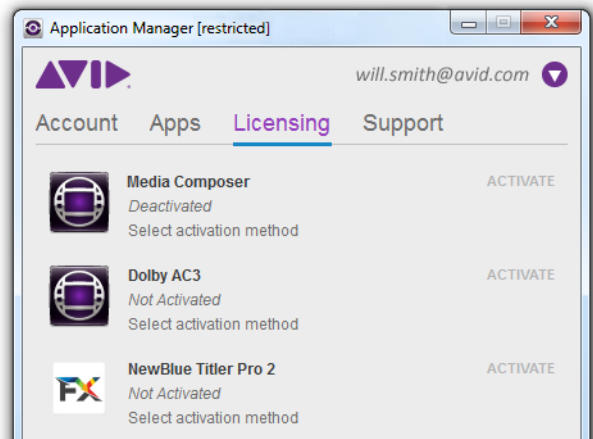 Application Manager [restricted]
AVID will.smith@avid.com
Account Apps Licensing Support
Media Composer ACTIVATE
Deactivated
Select activation method
Dolby AC3 ACTIVATE
Not Activated
Select activation method
FX NewBlue Titler Pro 2 ACTIVATE
Not Activated
Select activation method